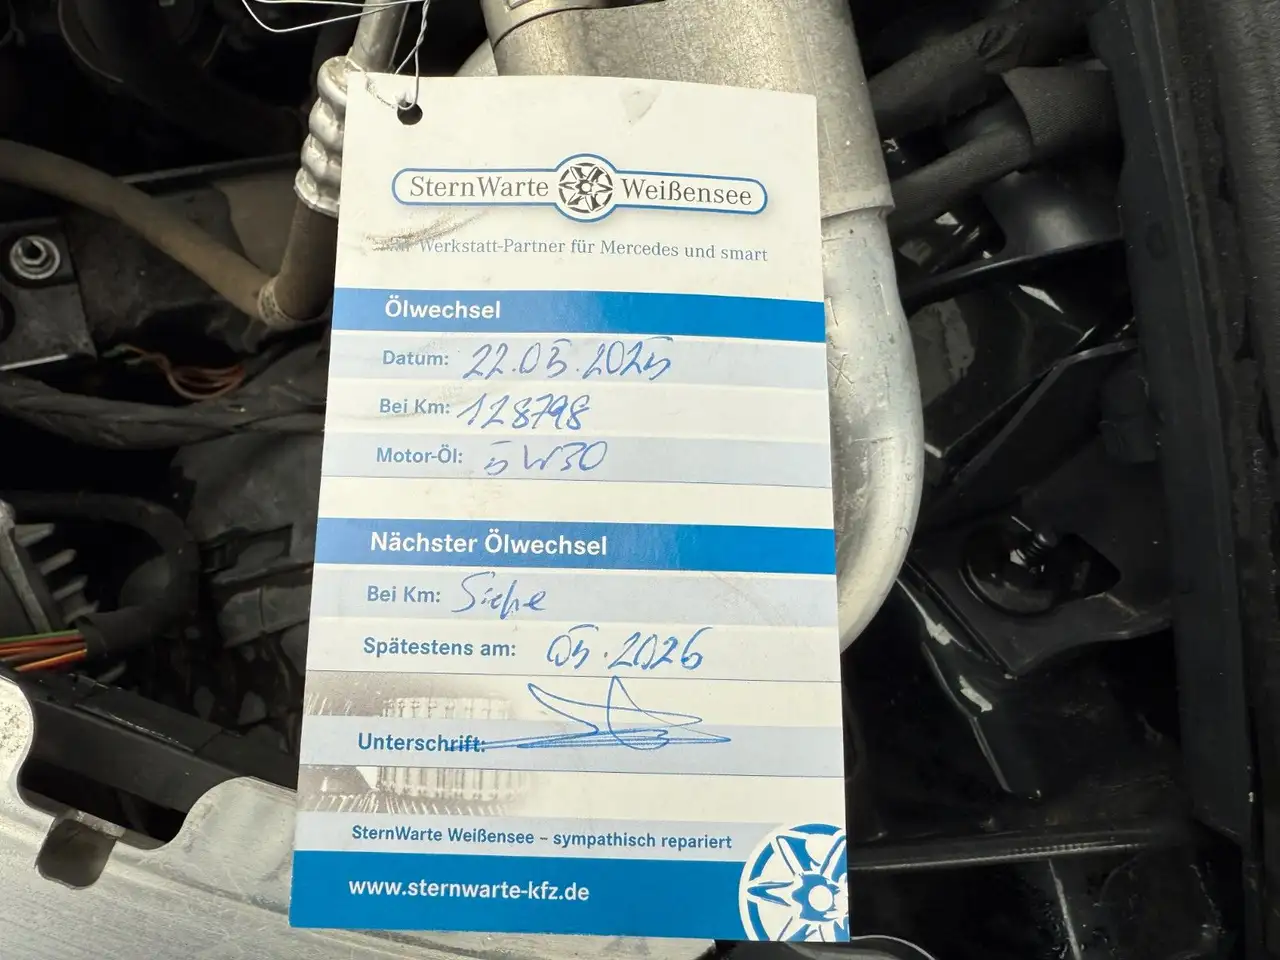 SternWarte Weißensee
Werkstatt-Partner für Mercedes und smart
Ölwechsel
Datum: 22.05.2025
Bei Km: 128798
Motor-Öl: 5W30
Nächster Ölwechsel
Bei Km: Siehe
Spätestens am: 05.2026
Unterschrift:
SternWarte Weißensee – sympathisch repariert
www.sternwarte-kfz.de